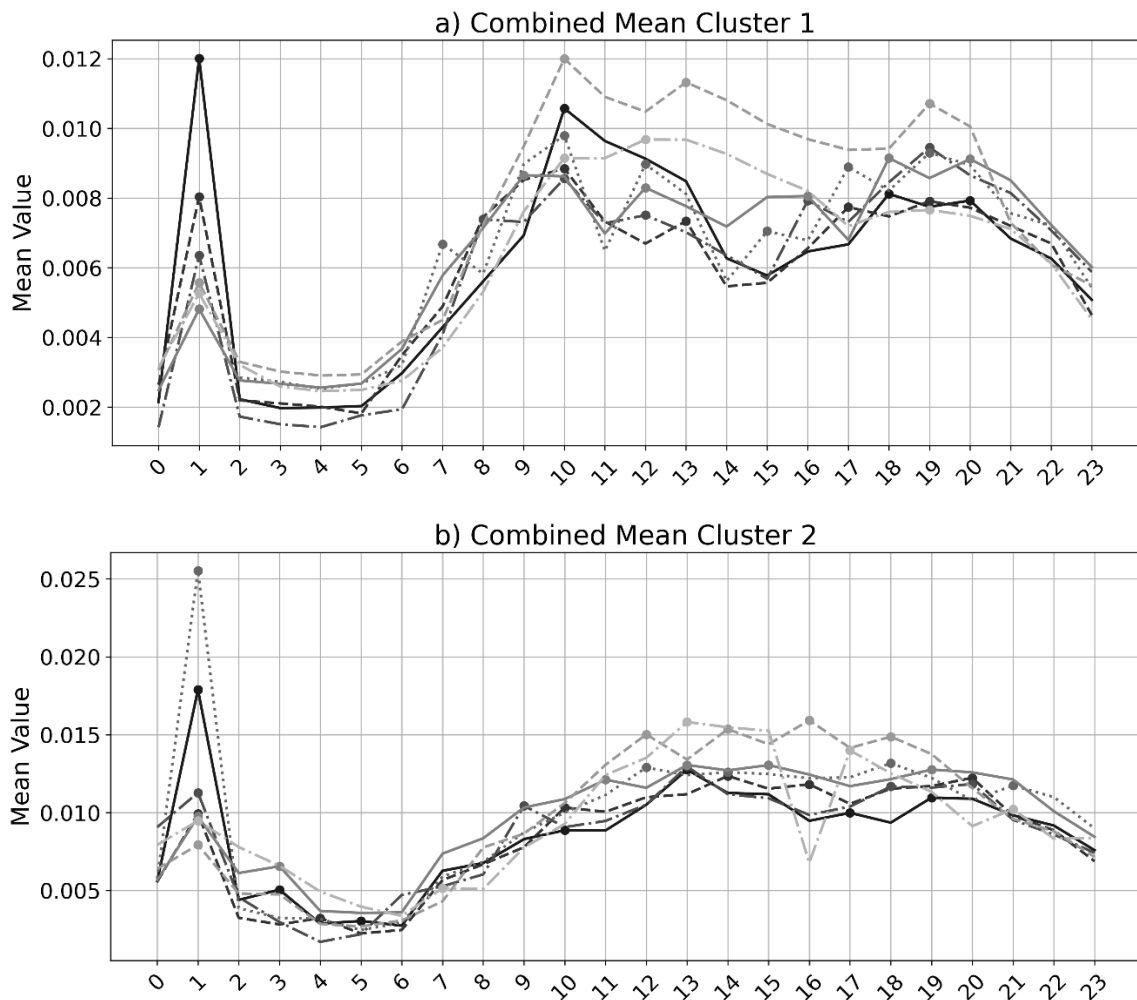 a) Combined Mean Cluster 1
Mean Value
0.012
0.010
0.008
0.006
0.004
0.002
0 1 2 3 4 5 6 7 8 9 10 11 12 13 14 15 16 17 18 19 20 21 22 23
b) Combined Mean Cluster 2
Mean Value
0.025
0.020
0.015
0.010
0.005
0 1 2 3 4 5 6 7 8 9 10 11 12 13 14 15 16 17 18 19 20 21 22 23